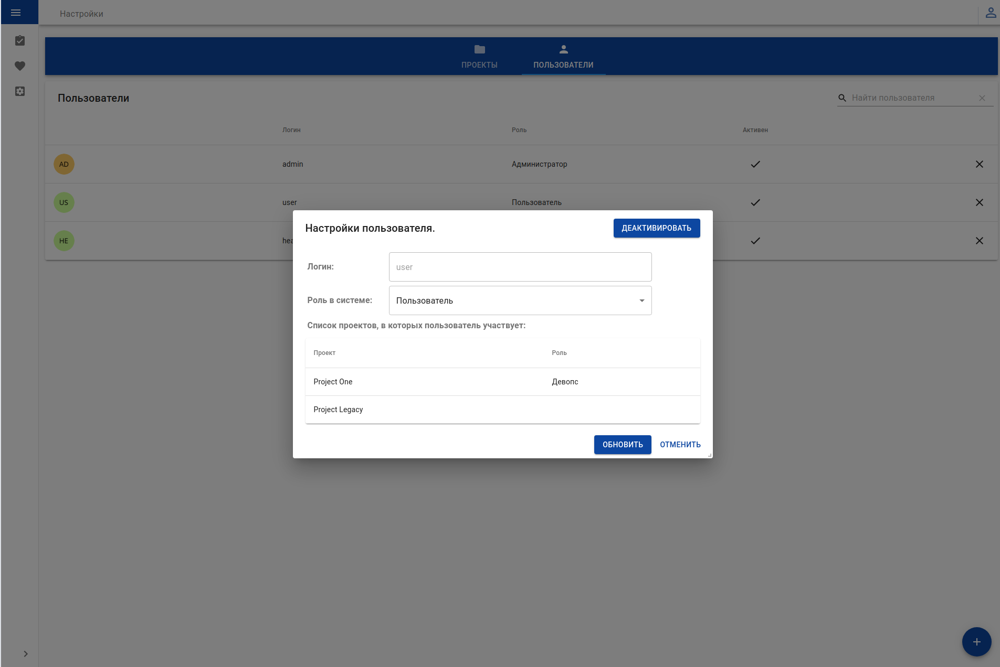 Настройки
ПРОЕКТЫ
ПОЛЬЗОВАТЕЛИ
Пользователи
Найти пользователя
Логин Роль Активен
AD admin Администратор
US user Пользователь
HE hea
Настройки пользователя.
ДЕАКТИВИРОВАТЬ
Логин: user
Роль в системе: Пользователь
Список проектов, в которых пользователь участвует:
Проект Роль
Project One Девопс
Project Legacy
ОБНОВИТЬ ОТМЕНИТЬ